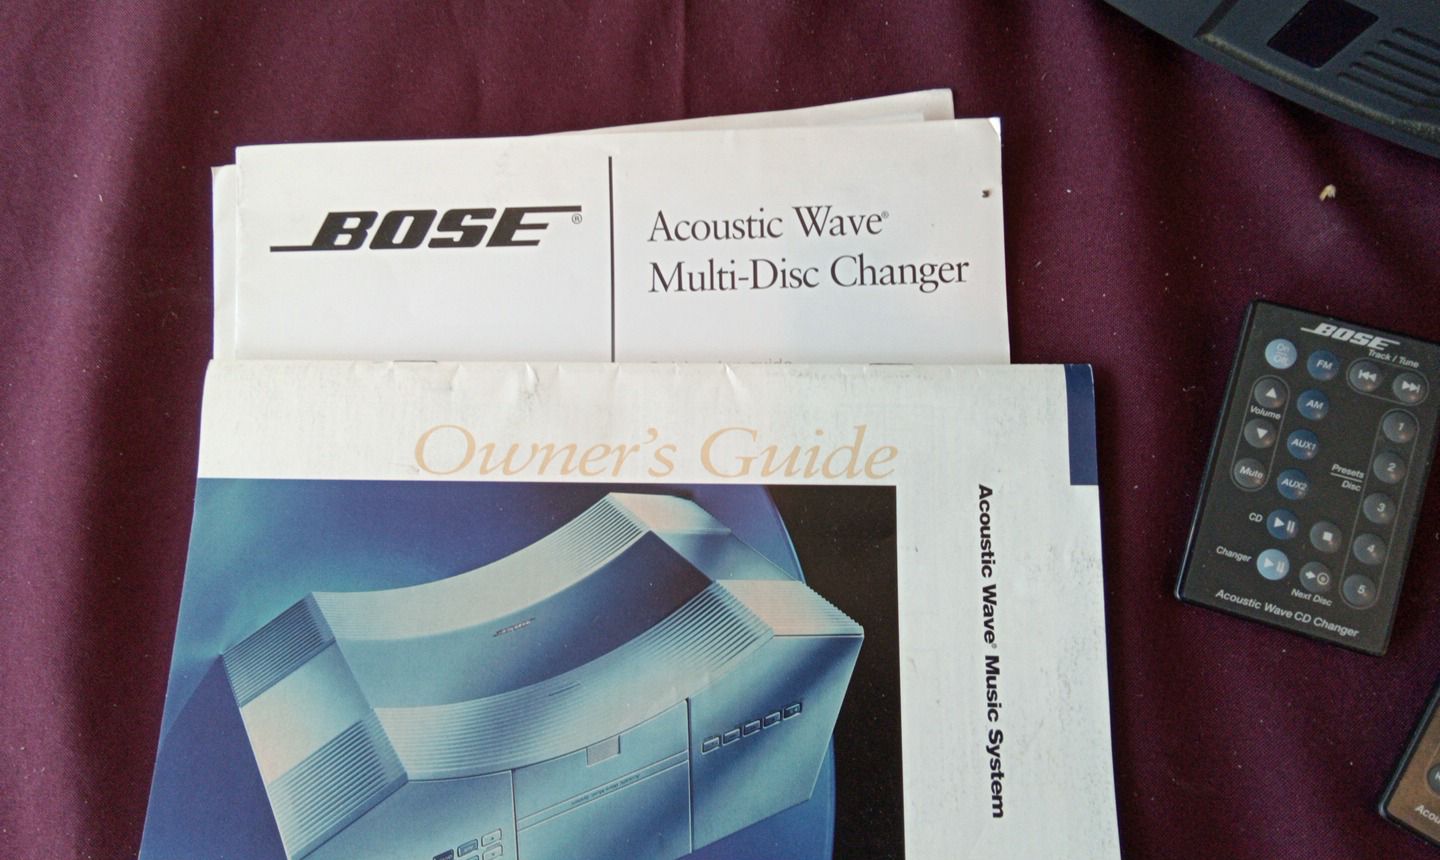 BOSE®
Acoustic Wave®
Multi-Disc Changer
Owner's Guide
Acoustic Wave® Music System
BOSE
On
Off
FM
Track / Tune
AM
Volume
AUX1
Mute
AUX2
Presets
Disc
1
2
3
4
5
CD
Changer
Next Disc
Acoustic Wave CD Changer
Acou